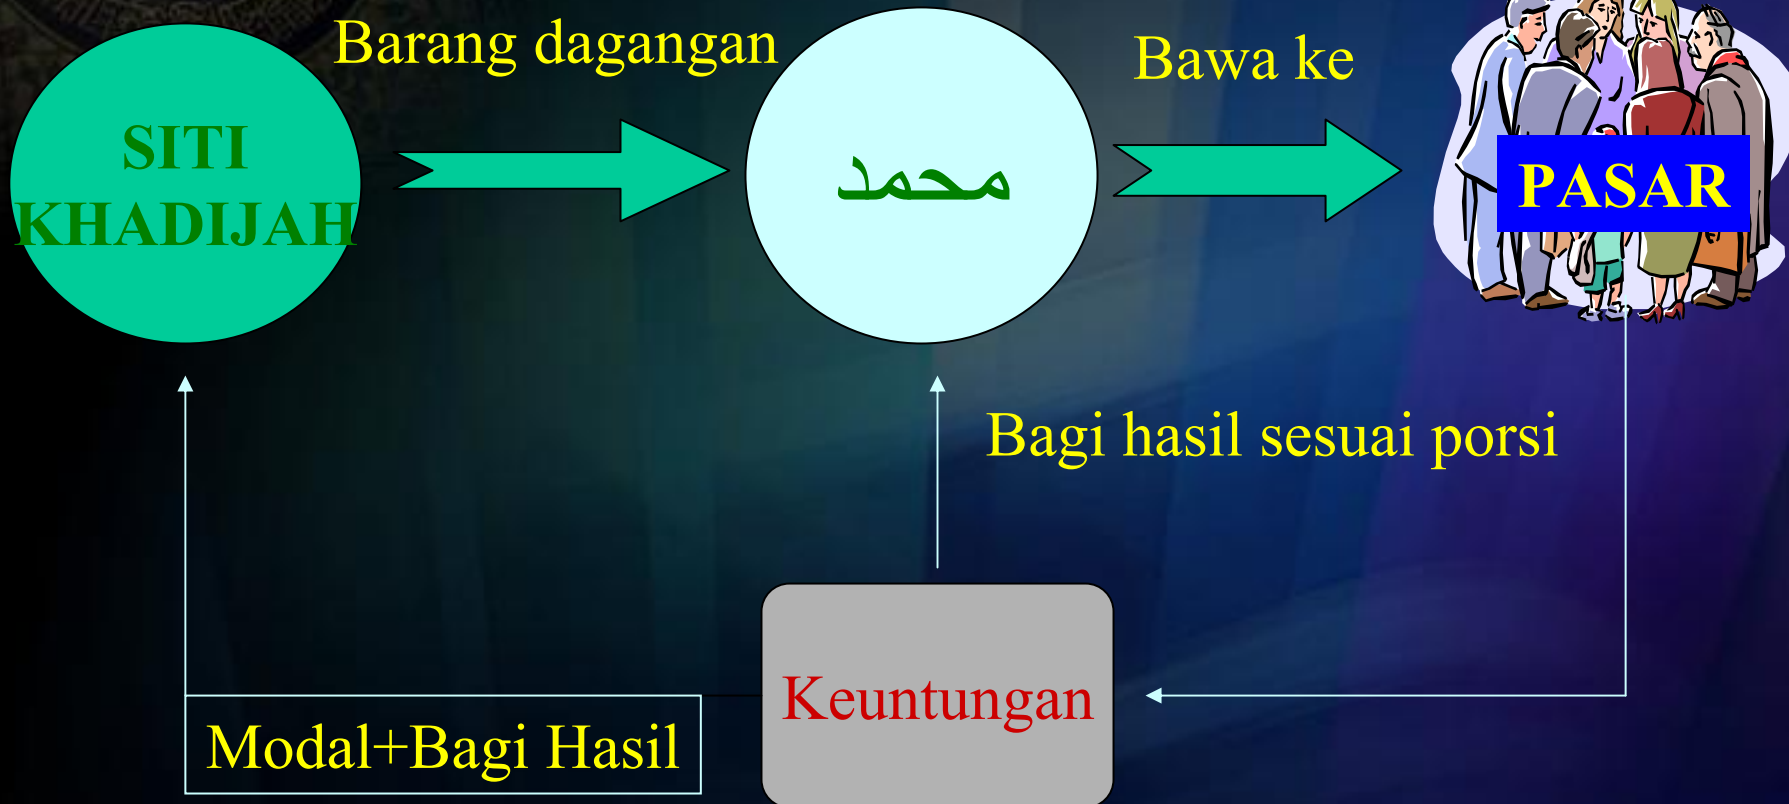 Barang dagangan
Bawa ke
SITI
KHADIJAH
محمد
PASAR
Bagi hasil sesuai porsi
Keuntungan
Modal+Bagi Hasil